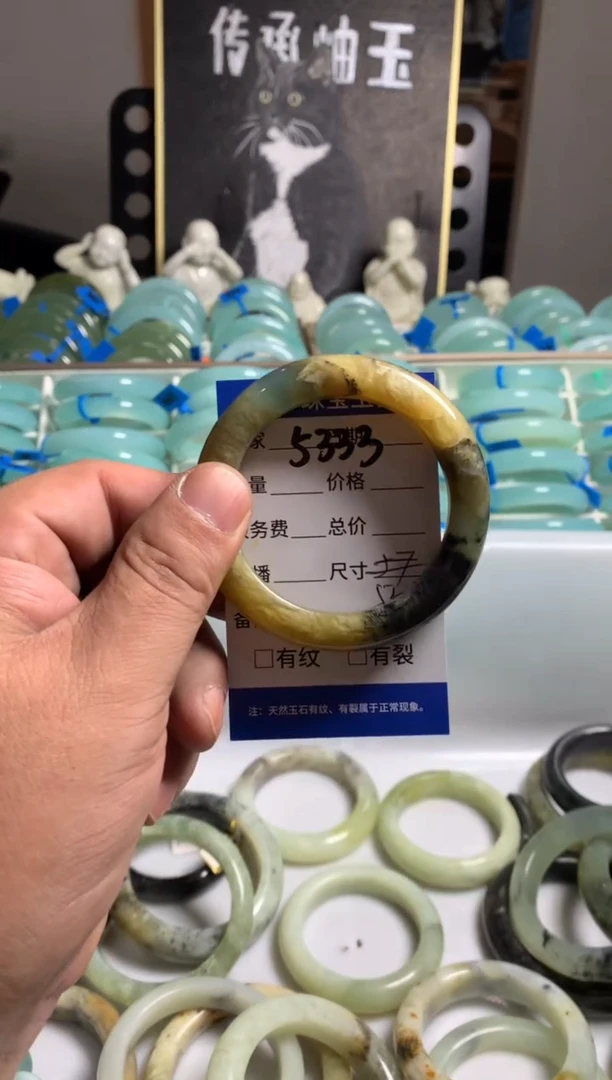 传承岫玉
5333
量 价格
务费 总价
播 尺寸
备
□有纹 □有裂
注：天然玉石有纹、有裂属于正常现象。